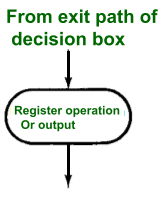 From exit path of
decision box
Register operation
Or output